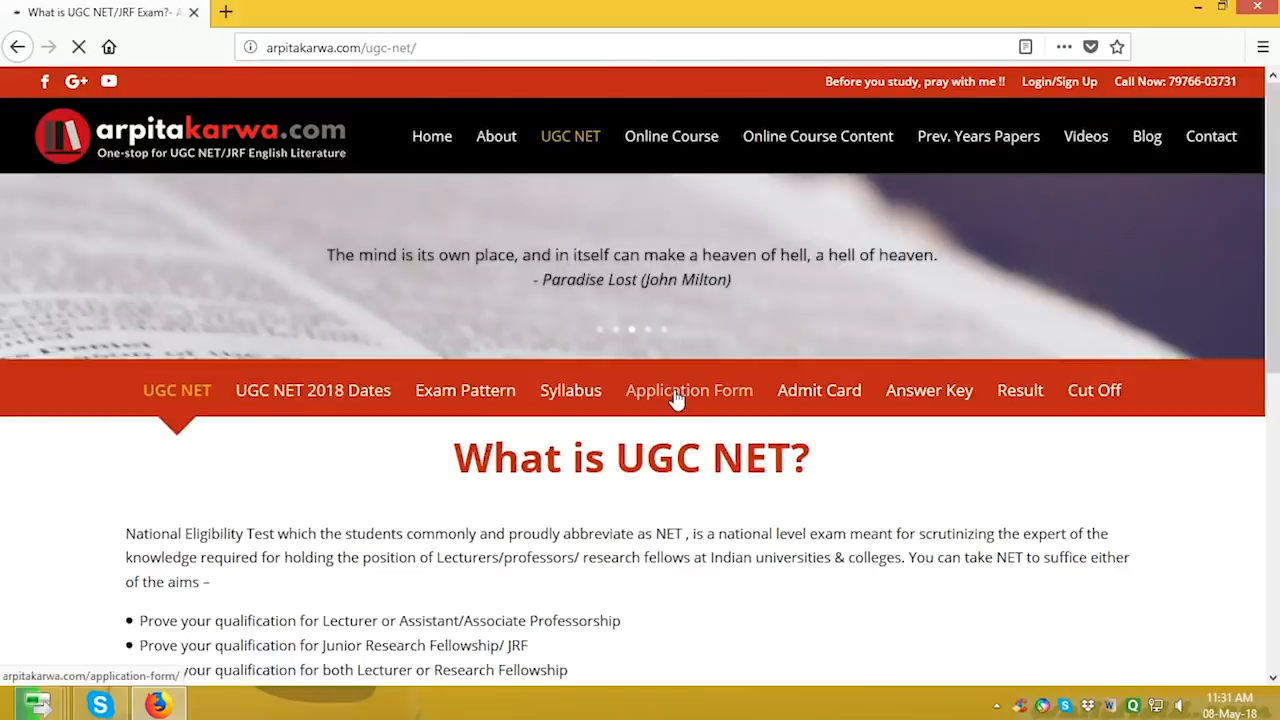 What is UGC NET/JRF Exam?- A
arpitakarwa.com/ugc-net/
Before you study, pray with me !! Login/Sign Up Call Now: 79766-03731
arpitakarwa.com
One-stop for UGC NET/JRF English Literature
Home About UGC NET Online Course Online Course Content Prev. Years Papers Videos Blog Contact
The mind is its own place, and in itself can make a heaven of hell, a hell of heaven.
- Paradise Lost (John Milton)
UGC NET UGC NET 2018 Dates Exam Pattern Syllabus Application Form Admit Card Answer Key Result Cut Off
What is UGC NET?
National Eligibility Test which the students commonly and proudly abbreviate as NET , is a national level exam meant for scrutinizing the expert of the
knowledge required for holding the position of Lecturers/professors/ research fellows at Indian universities & colleges. You can take NET to suffice either
of the aims –
• Prove your qualification for Lecturer or Assistant/Associate Professorship
• Prove your qualification for Junior Research Fellowship/ JRF
your qualification for both Lecturer or Research Fellowship
arpitakarwa.com/application-form/
11:31 AM
08-May-18